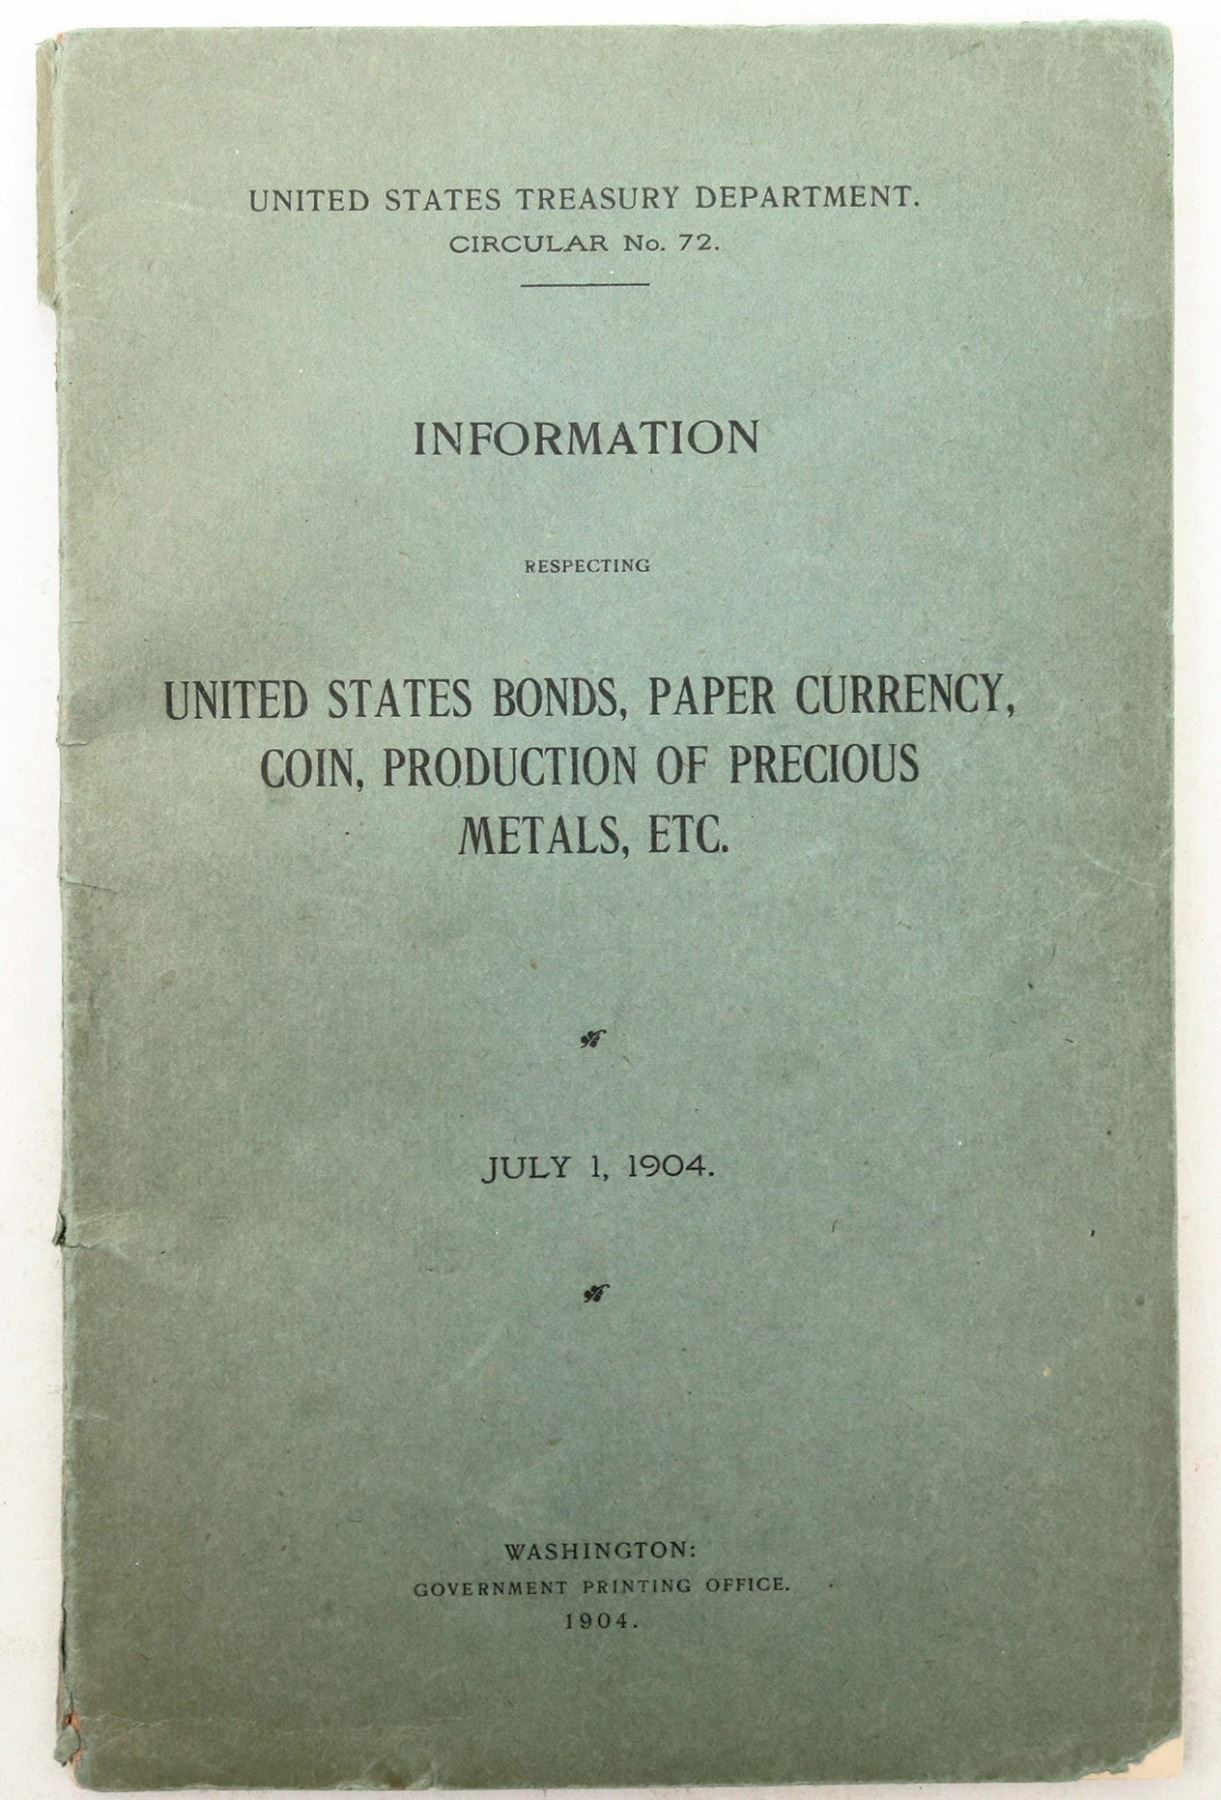 UNITED STATES TREASURY DEPARTMENT.
CIRCULAR No. 72.
INFORMATION
RESPECTING
UNITED STATES BONDS, PAPER CURRENCY,
COIN, PRODUCTION OF PRECIOUS
METALS, ETC.
JULY 1, 1904.
WASHINGTON:
GOVERNMENT PRINTING OFFICE.
1904.